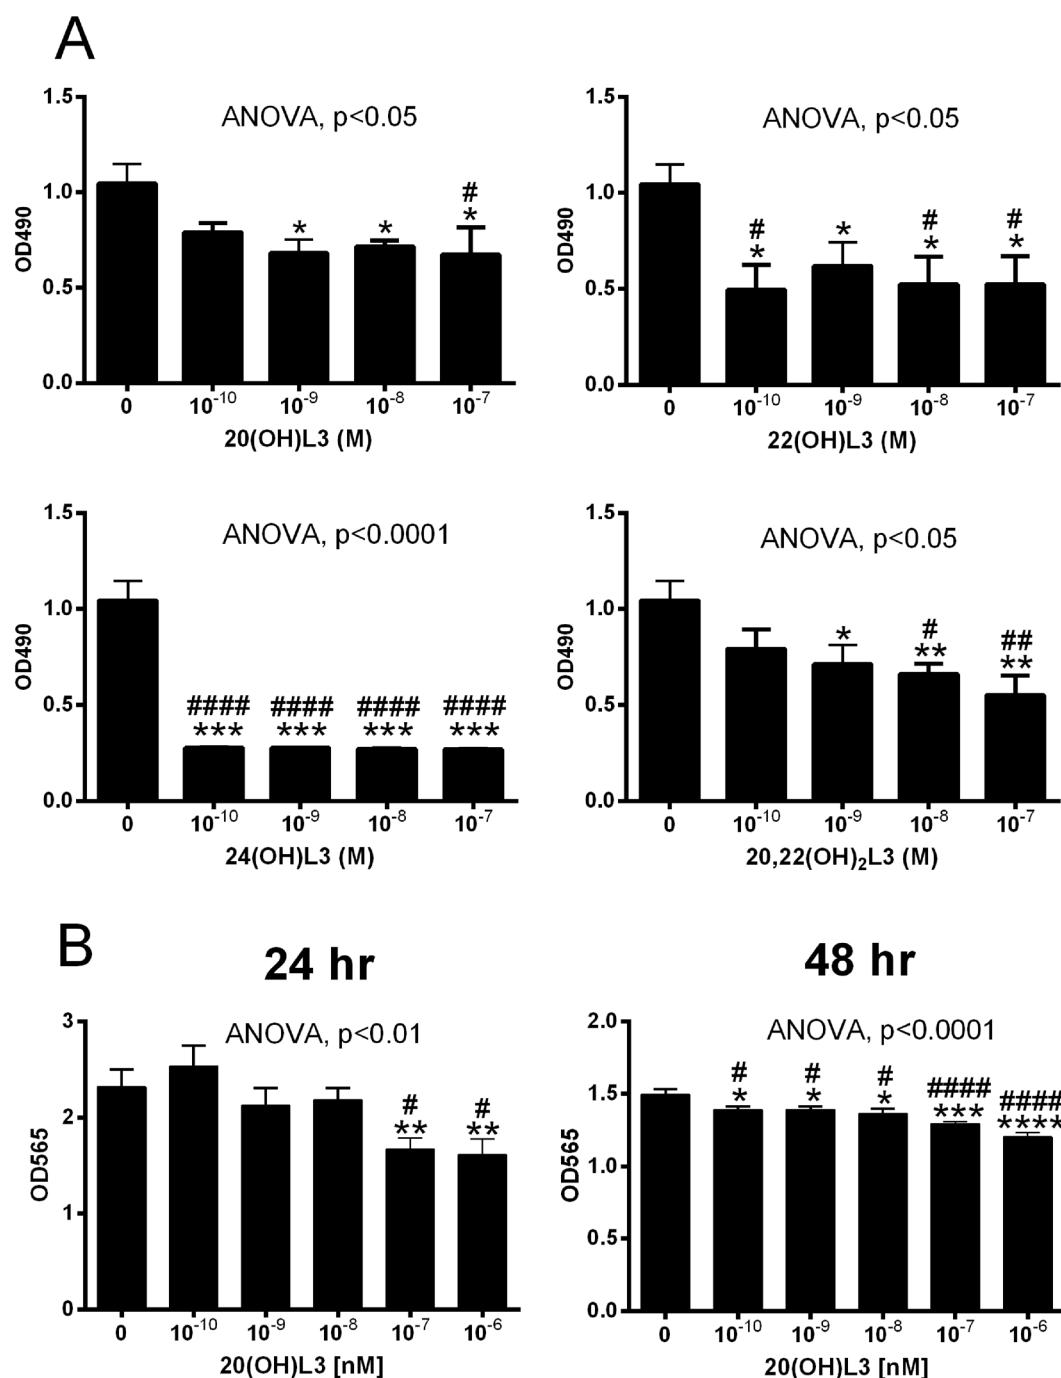 A
ANOVA, p<0.05
OD490
1.5
1.0
0.5
0.0
#
* * *
0 10⁻¹⁰ 10⁻⁹ 10⁻⁸ 10⁻⁷
20(OH)L3 (M)
ANOVA, p<0.05
OD490
1.5
1.0
0.5
0.0
# # #
* * * *
0 10⁻¹⁰ 10⁻⁹ 10⁻⁸ 10⁻⁷
22(OH)L3 (M)
ANOVA, p<0.0001
OD490
1.5
1.0
0.5
0.0
#### #### #### ####
*** *** *** ***
0 10⁻¹⁰ 10⁻⁹ 10⁻⁸ 10⁻⁷
24(OH)L3 (M)
ANOVA, p<0.05
OD490
1.5
1.0
0.5
0.0
# ##
* ** **
0 10⁻¹⁰ 10⁻⁹ 10⁻⁸ 10⁻⁷
20,22(OH)₂L3 (M)
B
24 hr
ANOVA, p<0.01
OD565
3
2
1
0
# #
** **
0 10⁻¹⁰ 10⁻⁹ 10⁻⁸ 10⁻⁷ 10⁻⁶
20(OH)L3 [nM]
48 hr
ANOVA, p<0.0001
OD565
2.0
1.5
1.0
0.5
0.0
# # # #### ####
* * * *** ****
0 10⁻¹⁰ 10⁻⁹ 10⁻⁸ 10⁻⁷ 10⁻⁶
20(OH)L3 [nM]